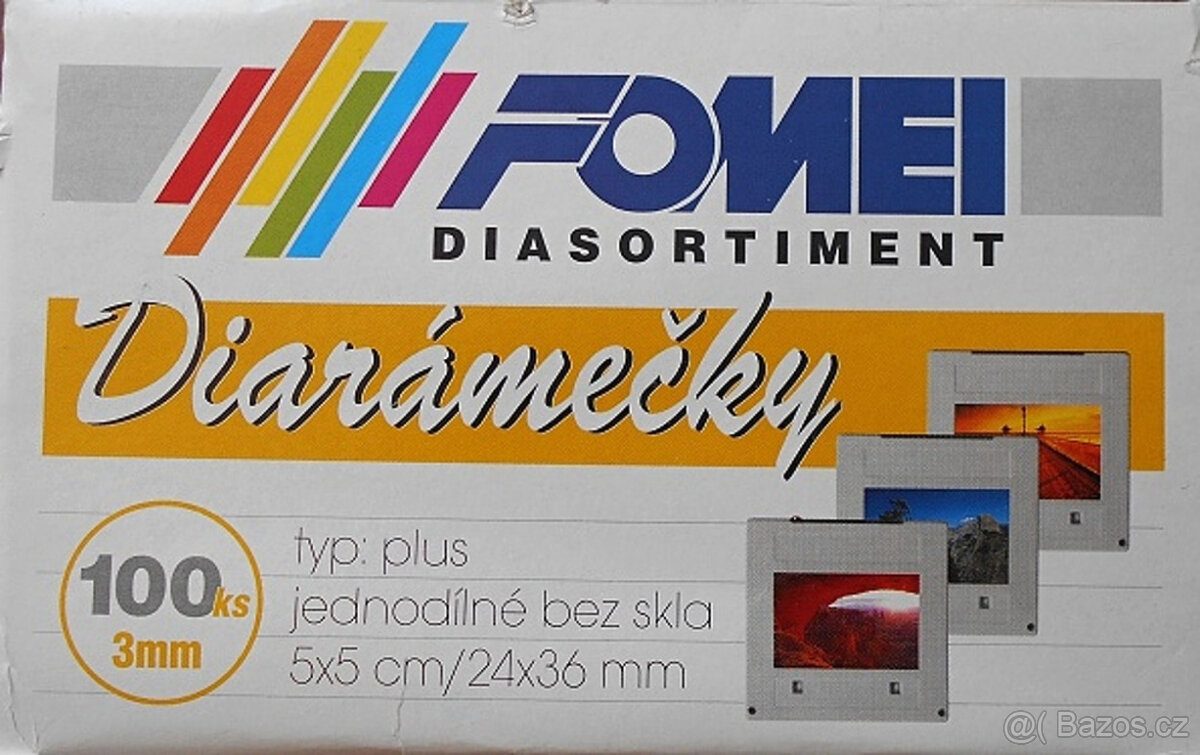 FOMEI
DIASORTIMENT
Diarámečky
100ks
3mm
typ: plus
jednodílné bez skla
5x5 cm/24x36 mm
@( Bazos.cz